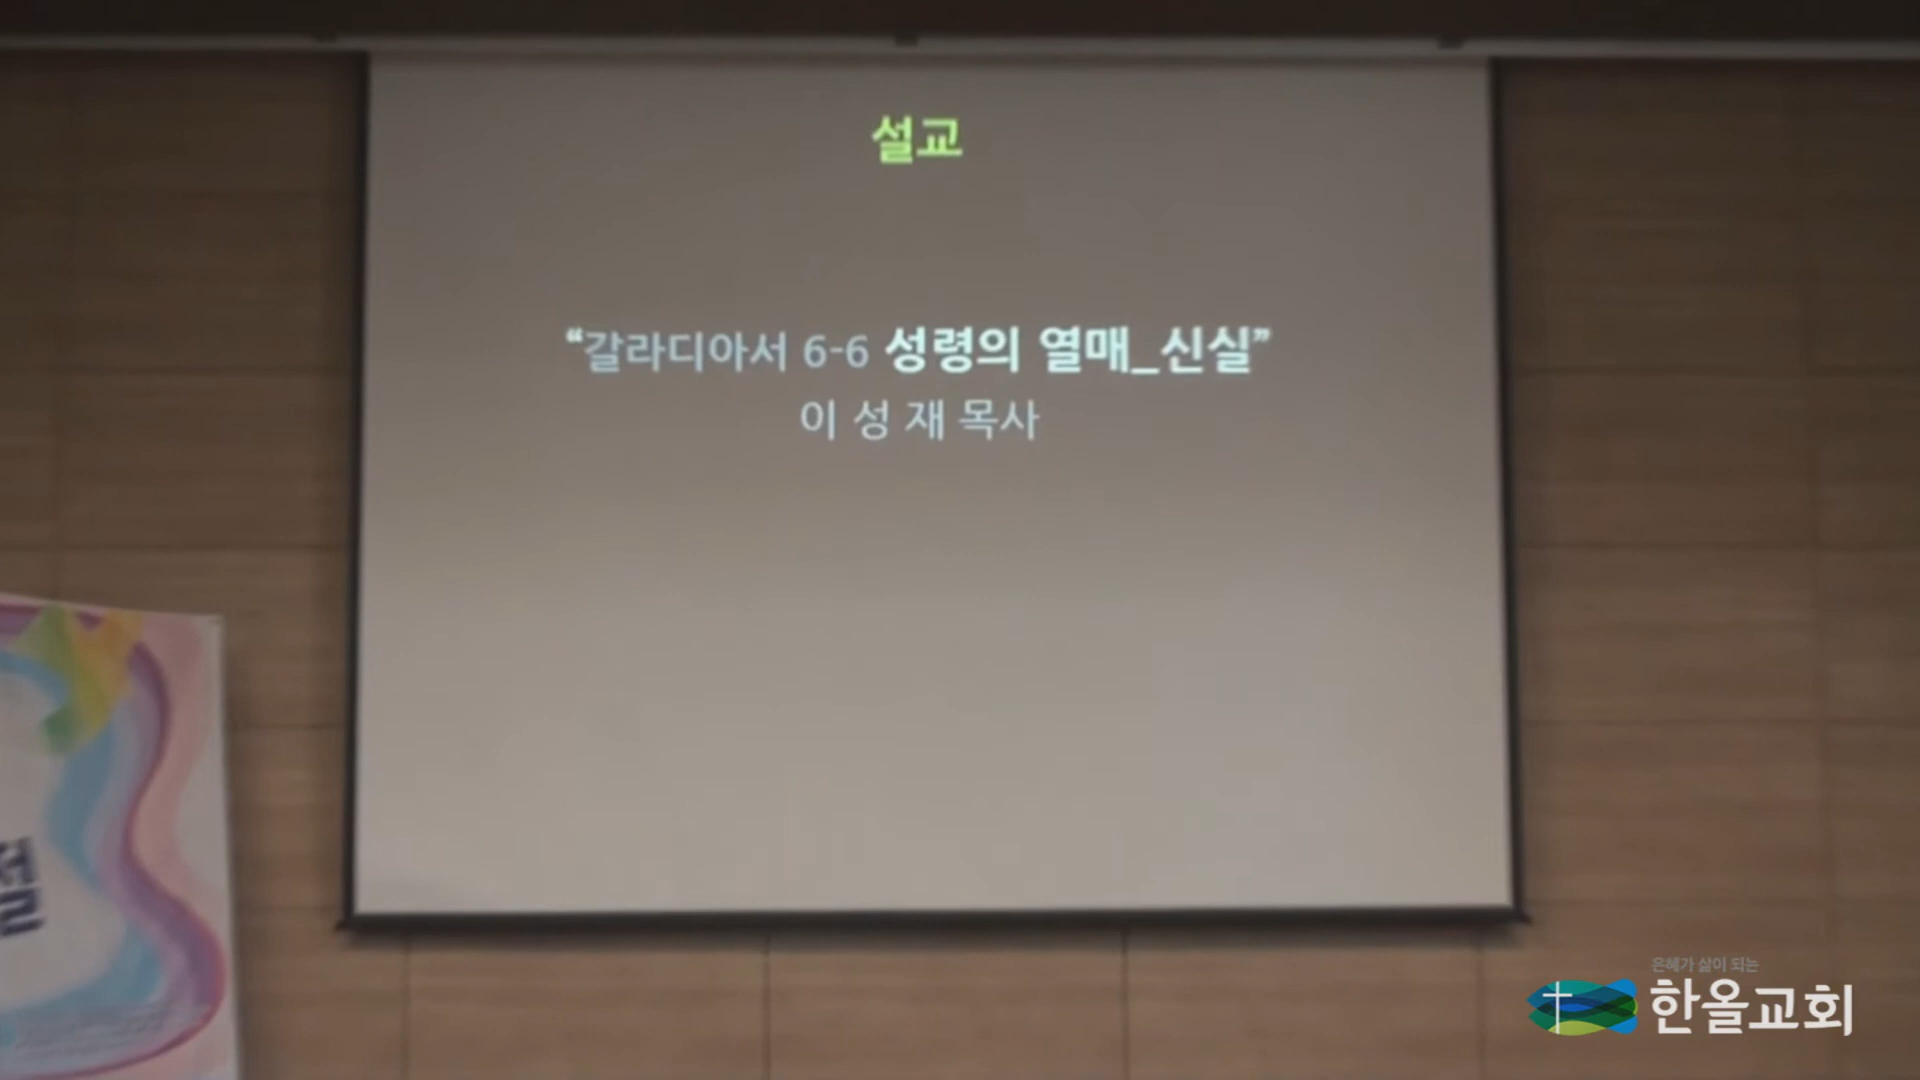 설교
“갈라디아서 6-6 성령의 열매_신실”
이 성 재 목사
은혜가 삶이 되는
한올교회